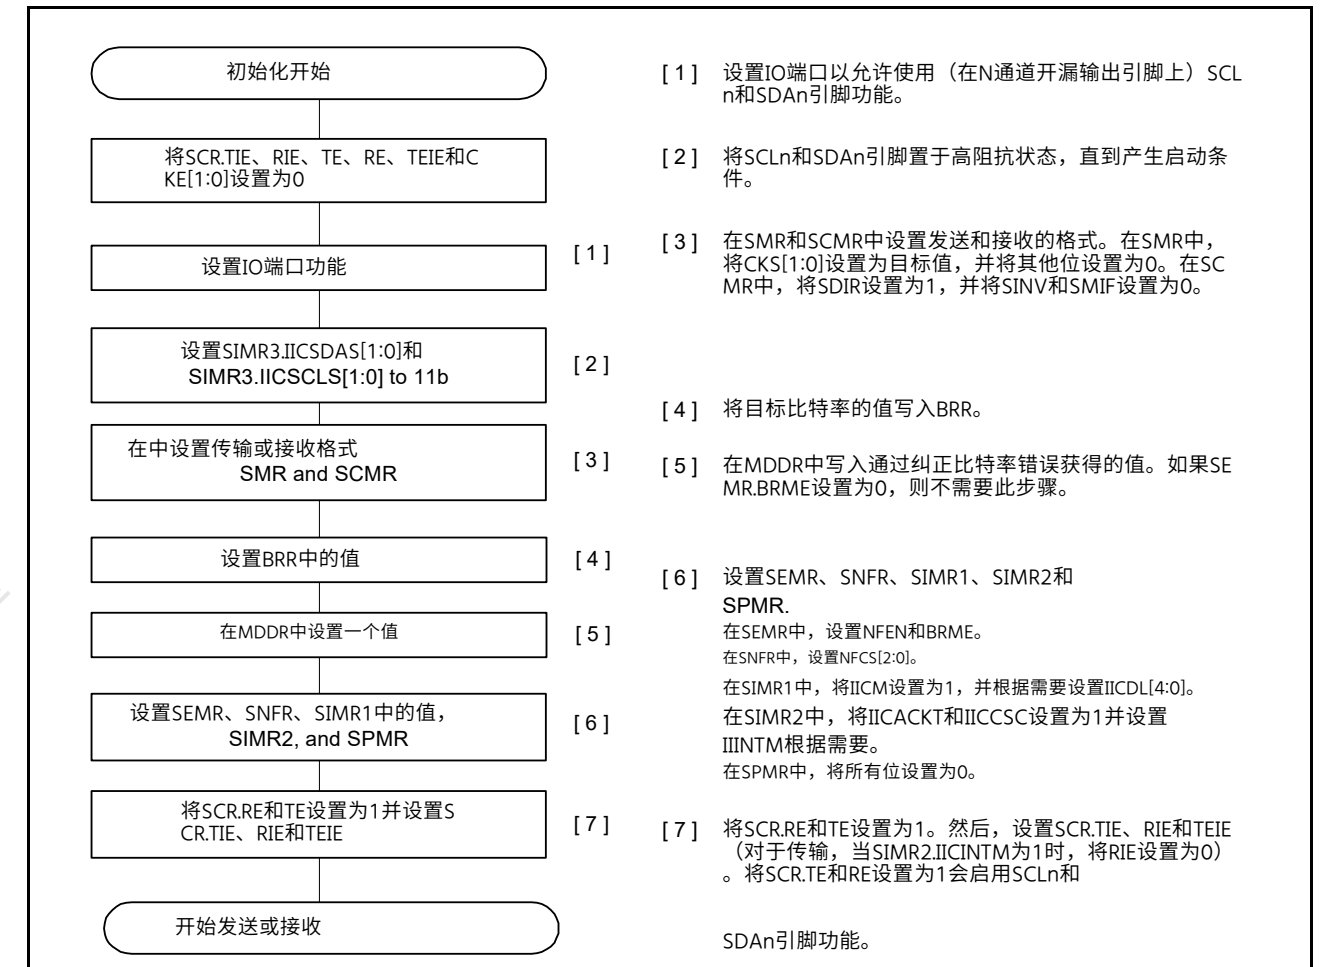 初始化开始
将SCR.TIE、RIE、TE、RE、TEIE和C
KE[1:0]设置为0
设置IO端口功能
[1]
设置SIMR3.IICSDAS[1:0]和
SIMR3.IICSCLS[1:0] to 11b
[2]
在中设置传输或接收格式
SMR and SCMR
[3]
设置BRR中的值
[4]
在MDDR中设置一个值
[5]
设置SEMR、SNFR、SIMR1中的值，
SIMR2, and SPMR
[6]
将SCR.RE和TE设置为1并设置S
CR.TIE、RIE和TEIE
[7]
开始发送或接收
[1] 设置IO端口以允许使用（在N通道开漏输出引脚上）SCL
n和SDAn引脚功能。
[2] 将SCLn和SDAn引脚置于高阻抗状态，直到产生启动条
件。
[3] 在SMR和SCMR中设置发送和接收的格式。在SMR中，
将CKS[1:0]设置为目标值，并将其他位设置为0。在SC
MR中，将SDIR设置为1，并将SINV和SMIF设置为0。
[4] 将目标比特率的值写入BRR。
[5] 在MDDR中写入通过纠正比特率错误获得的值。如果SE
MR.BRME设置为0，则不需要此步骤。
[6] 设置SEMR、SNFR、SIMR1、SIMR2和
SPMR.
在SEMR中，设置NFEN和BRME。
在SNFR中，设置NFCS[2:0]。
在SIMR1中，将IICM设置为1，并根据需要设置IICDL[4:0]。
在SIMR2中，将IICACKT和IICCSC设置为1并设置
IIINTM根据需要。
在SPMR中，将所有位设置为0。
[7] 将SCR.RE和TE设置为1。然后，设置SCR.TIE、RIE和TEIE
（对于传输，当SIMR2.IICINTM为1时，将RIE设置为0）
。将SCR.TE和RE设置为1会启用SCLn和
SDAn引脚功能。